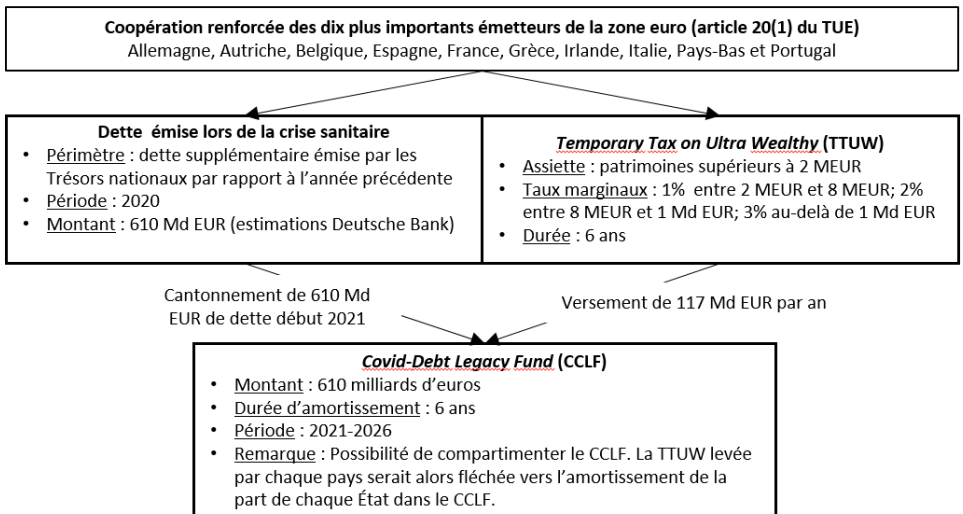 Coopération renforcée des dix plus importants émetteurs de la zone euro (article 20(1) du TUE)
Allemagne, Autriche, Belgique, Espagne, France, Grèce, Irlande, Italie, Pays-Bas et Portugal
Dette émise lors de la crise sanitaire
• Périmètre : dette supplémentaire émise par les
Trésors nationaux par rapport à l'année précédente
• Période : 2020
• Montant : 610 Md EUR (estimations Deutsche Bank)
Temporary Tax on Ultra Wealthy (TTUW)
• Assiette : patrimoines supérieurs à 2 MEUR
• Taux marginaux : 1% entre 2 MEUR et 8 MEUR; 2%
entre 8 MEUR et 1 Md EUR; 3% au-delà de 1 Md EUR
• Durée : 6 ans
Cantonnement de 610 Md
EUR de dette début 2021
Versement de 117 Md EUR par an
Covid-Debt Legacy Fund (CCLF)
• Montant : 610 milliards d'euros
• Durée d'amortissement : 6 ans
• Période : 2021-2026
• Remarque : Possibilité de compartimenter le CCLF. La TTUW levée
par chaque pays serait alors fléchée vers l'amortissement de la
part de chaque État dans le CCLF.